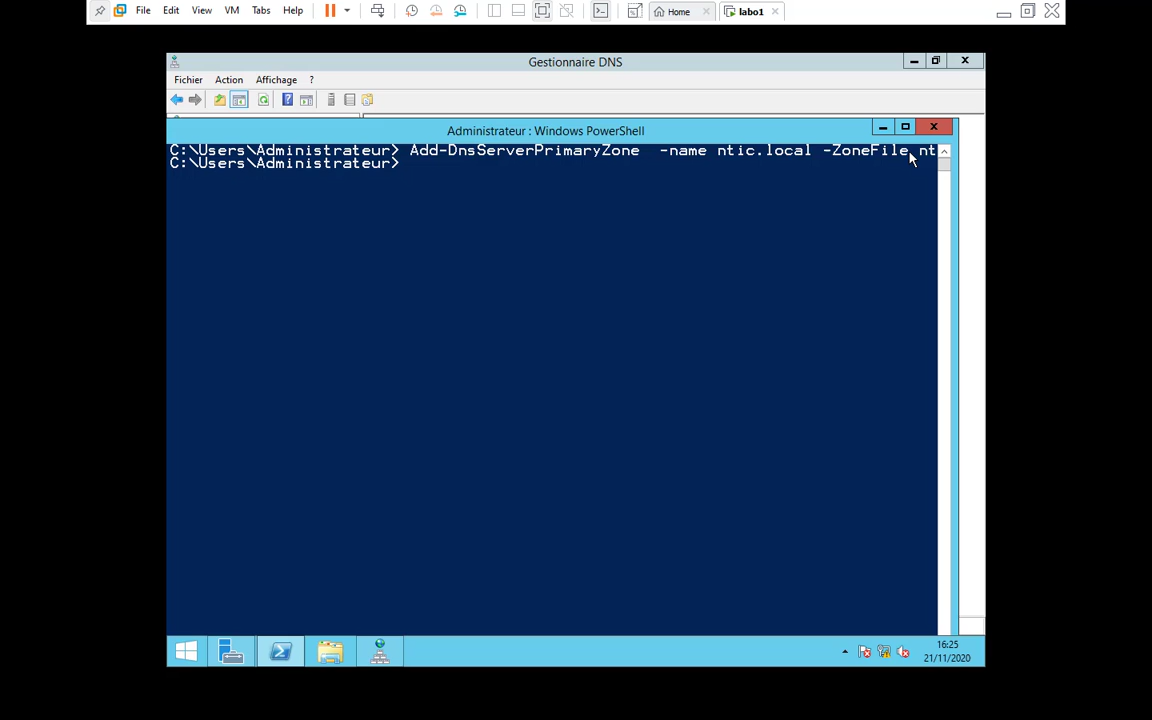 File Edit View VM Tabs Help Home labo1
Gestionnaire DNS
Fichier Action Affichage ?
Administrateur : Windows PowerShell
C:\Users\Administrateur> Add-DnsServerPrimaryZone  -name ntic.local -ZoneFile nt
C:\Users\Administrateur>
16:25
21/11/2020